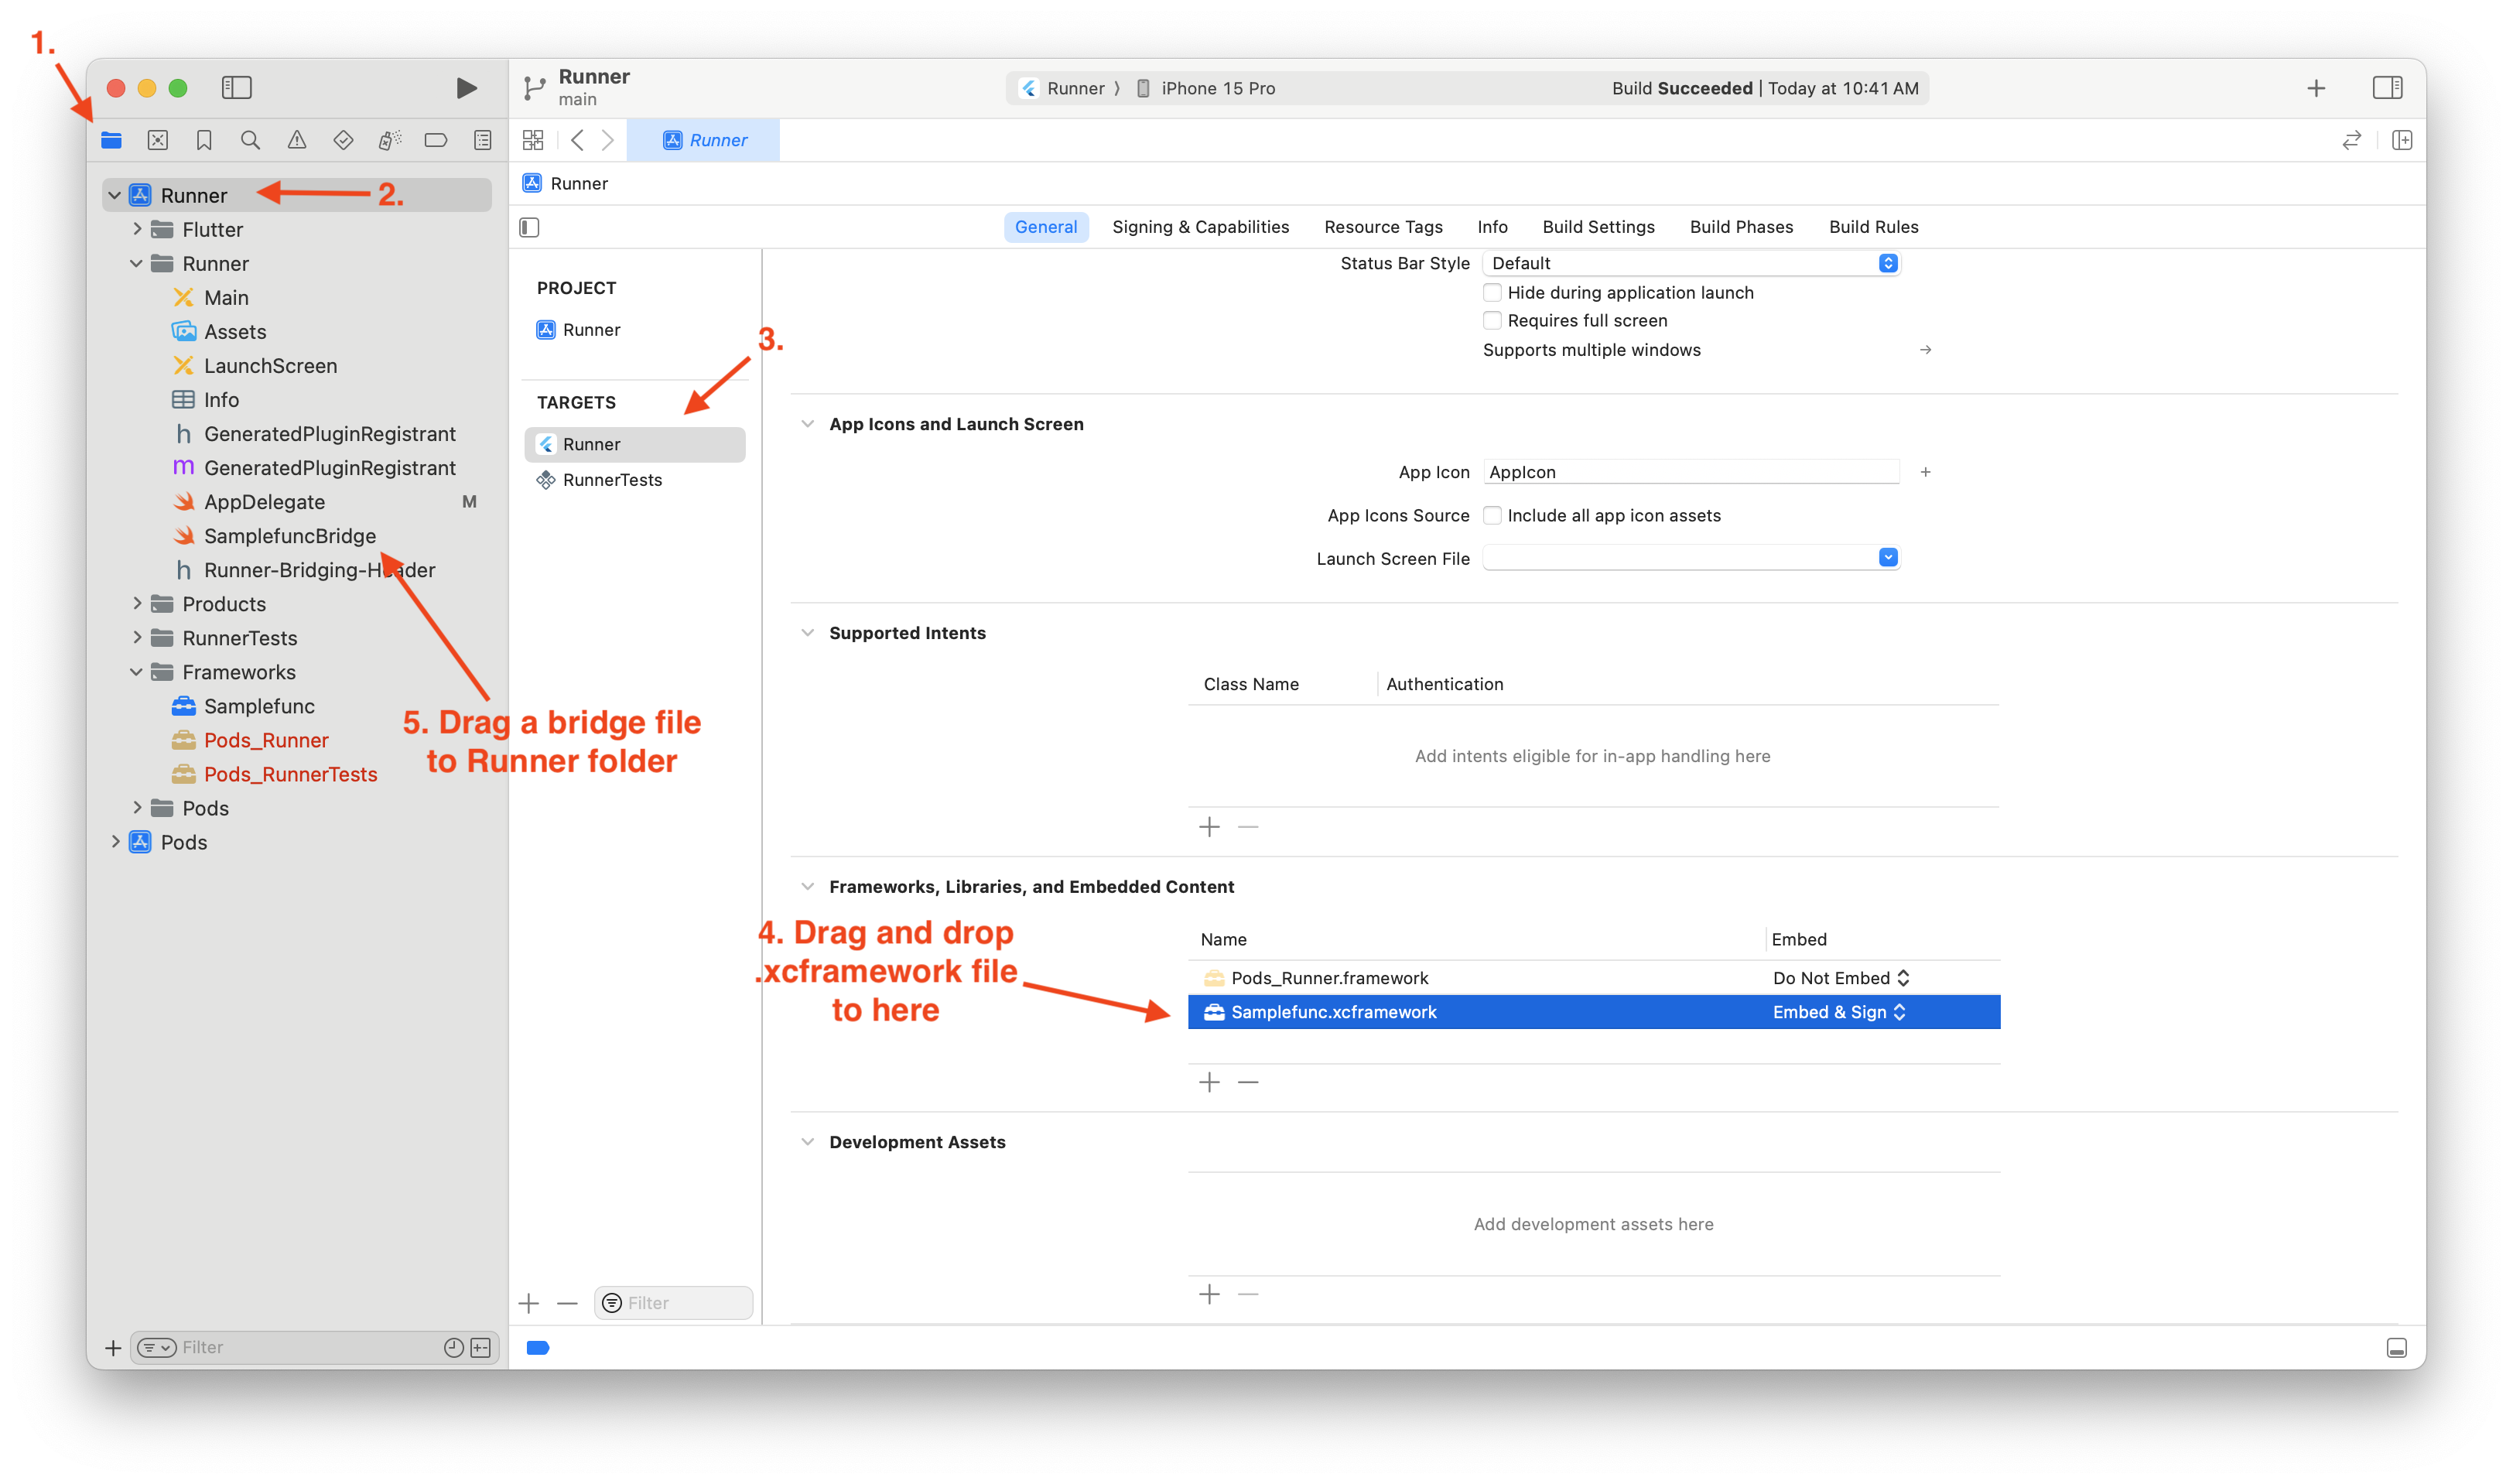 1.
Runner
main
Runner
iPhone 15 Pro
Build Succeeded | Today at 10:41 AM
Runner
Runner
2.
Flutter
Runner
Main
Assets
LaunchScreen
Info
GeneratedPluginRegistrant
GeneratedPluginRegistrant
AppDelegate
M
SamplefuncBridge
Runner-Bridging-Header
Products
RunnerTests
Frameworks
Samplefunc
Pods_Runner
Pods_RunnerTests
Pods
Pods
5. Drag a bridge file
to Runner folder
Filter
Runner
General
Signing & Capabilities
Resource Tags
Info
Build Settings
Build Phases
Build Rules
PROJECT
Runner
3.
TARGETS
Runner
RunnerTests
Filter
Status Bar Style
Default
Hide during application launch
Requires full screen
Supports multiple windows
App Icons and Launch Screen
App Icon
AppIcon
App Icons Source
Include all app icon assets
Launch Screen File
Supported Intents
Class Name
Authentication
Add intents eligible for in-app handling here
Frameworks, Libraries, and Embedded Content
4. Drag and drop
.xcframework file
to here
Name
Embed
Pods_Runner.framework
Do Not Embed
Samplefunc.xcframework
Embed & Sign
Development Assets
Add development assets here